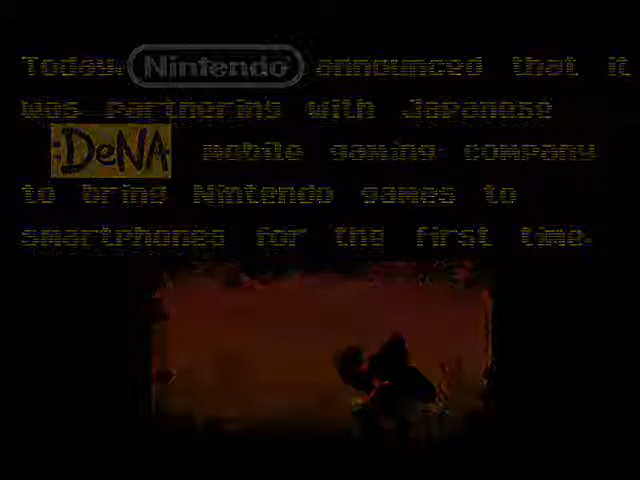 Today, Nintendo announced that it
was partnering with Japanese
:DeNA mobile gaming company
to bring Nintendo games to
smartphones for the first time.